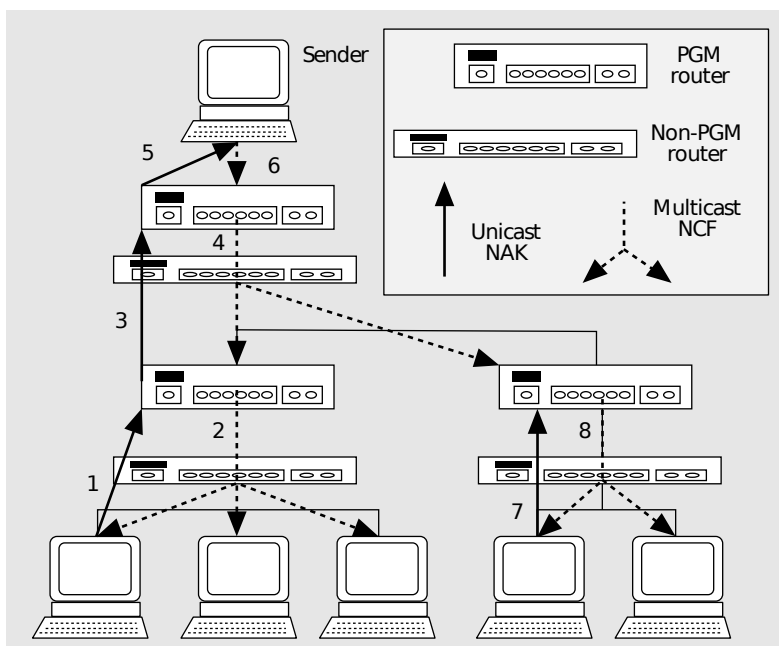 Sender
PGM
router
Non-PGM
router
Unicast
NAK
Multicast
NCF
5
6
4
3
2
1
8
7